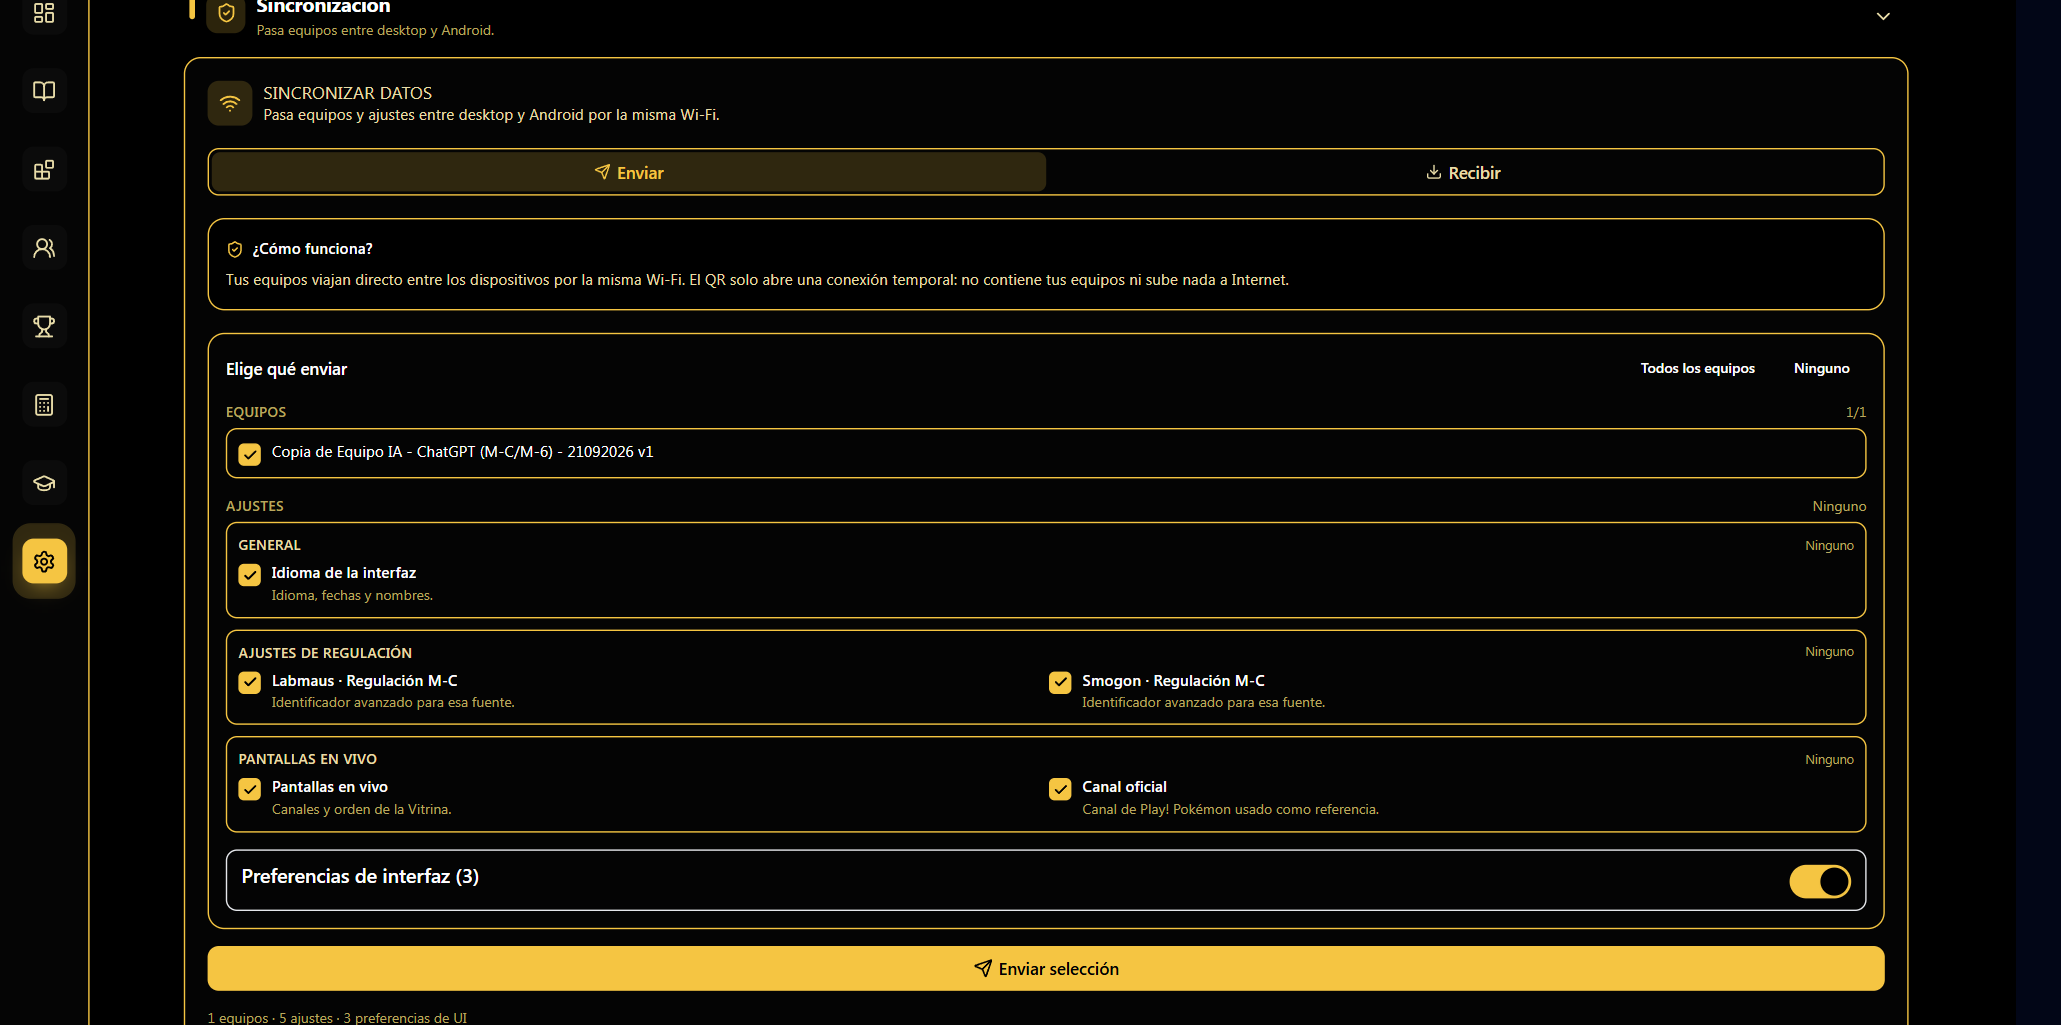 Sincronización
Pasa equipos entre desktop y Android.
SINCRONIZAR DATOS
Pasa equipos y ajustes entre desktop y Android por la misma Wi-Fi.
Enviar
Recibir
¿Cómo funciona?
Tus equipos viajan directo entre los dispositivos por la misma Wi-Fi. El QR solo abre una conexión temporal: no contiene tus equipos ni sube nada a Internet.
Elige qué enviar
Todos los equipos
Ninguno
EQUIPOS
1/1
Copia de Equipo IA - ChatGPT (M-C/M-6) - 21092026 v1
AJUSTES
Ninguno
GENERAL
Ninguno
Idioma de la interfaz
Idioma, fechas y nombres.
AJUSTES DE REGULACIÓN
Ninguno
Labmaus · Regulación M-C
Identificador avanzado para esa fuente.
Smogon · Regulación M-C
Identificador avanzado para esa fuente.
PANTALLAS EN VIVO
Ninguno
Pantallas en vivo
Canales y orden de la Vitrina.
Canal oficial
Canal de Play! Pokémon usado como referencia.
Preferencias de interfaz (3)
Enviar selección
1 equipos · 5 ajustes · 3 preferencias de UI